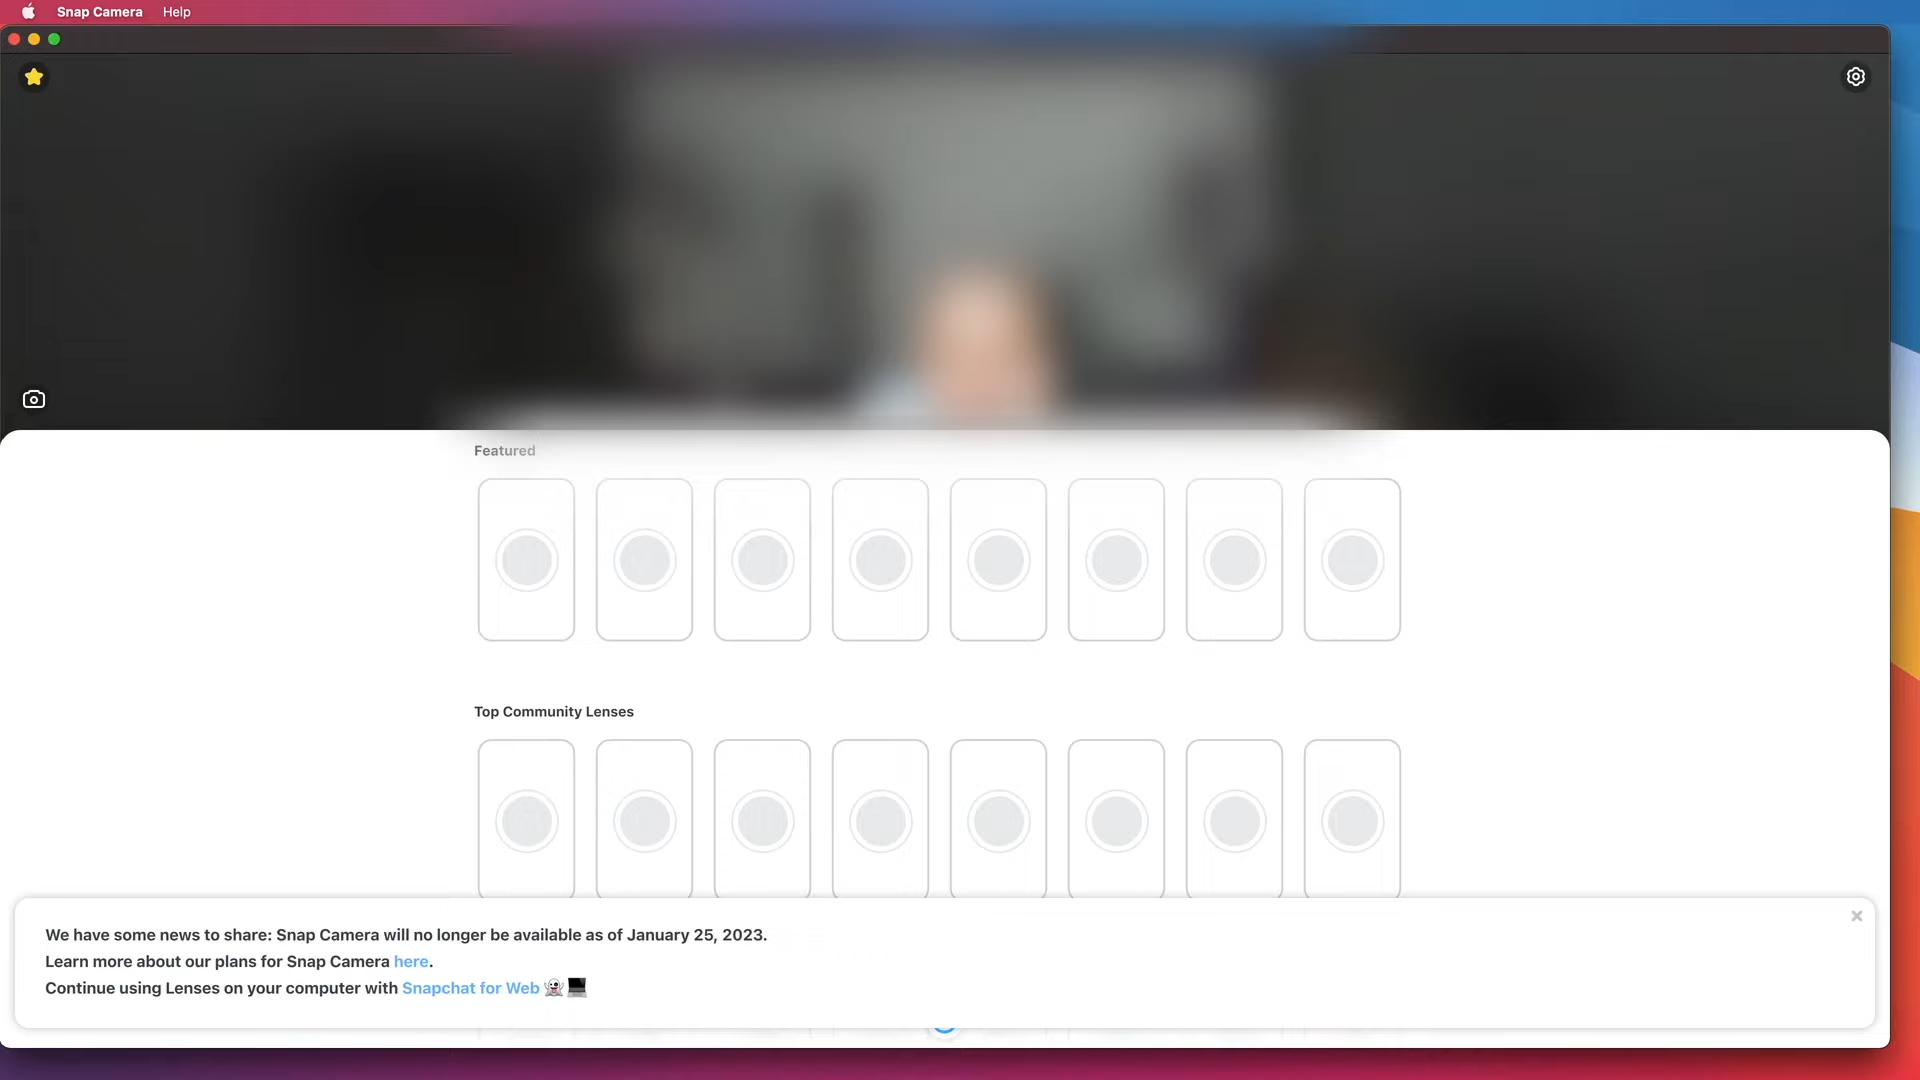 Snap Camera Help
Featured
Top Community Lenses
We have some news to share: Snap Camera will no longer be available as of January 25, 2023.
Learn more about our plans for Snap Camera here.
Continue using Lenses on your computer with Snapchat for Web 👻💻